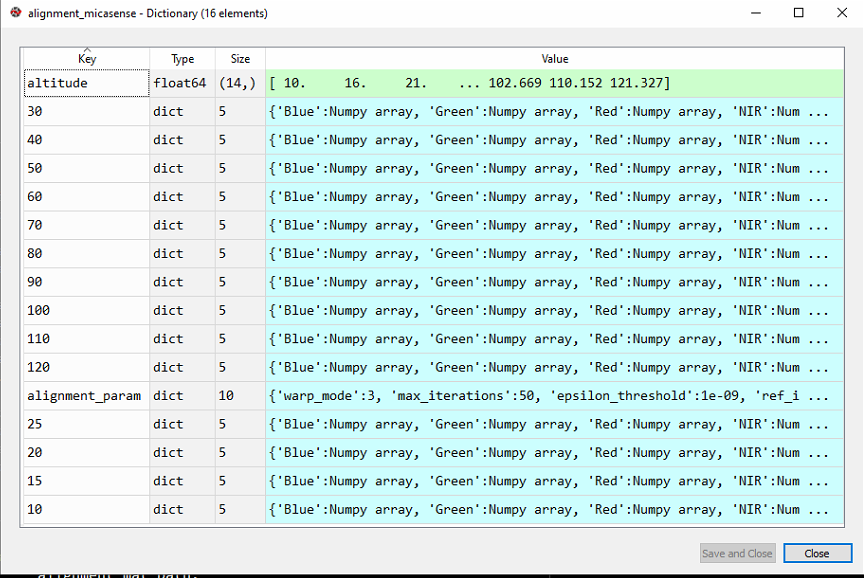 alignment_micasense - Dictionary (16 elements)
Key Type Size Value
altitude float64 (14,) [ 10. 16. 21. ... 102.669 110.152 121.327]
30 dict 5 {'Blue':Numpy array, 'Green':Numpy array, 'Red':Numpy array, 'NIR':Num ...
40 dict 5 {'Blue':Numpy array, 'Green':Numpy array, 'Red':Numpy array, 'NIR':Num ...
50 dict 5 {'Blue':Numpy array, 'Green':Numpy array, 'Red':Numpy array, 'NIR':Num ...
60 dict 5 {'Blue':Numpy array, 'Green':Numpy array, 'Red':Numpy array, 'NIR':Num ...
70 dict 5 {'Blue':Numpy array, 'Green':Numpy array, 'Red':Numpy array, 'NIR':Num ...
80 dict 5 {'Blue':Numpy array, 'Green':Numpy array, 'Red':Numpy array, 'NIR':Num ...
90 dict 5 {'Blue':Numpy array, 'Green':Numpy array, 'Red':Numpy array, 'NIR':Num ...
100 dict 5 {'Blue':Numpy array, 'Green':Numpy array, 'Red':Numpy array, 'NIR':Num ...
110 dict 5 {'Blue':Numpy array, 'Green':Numpy array, 'Red':Numpy array, 'NIR':Num ...
120 dict 5 {'Blue':Numpy array, 'Green':Numpy array, 'Red':Numpy array, 'NIR':Num ...
alignment_param dict 10 {'warp_mode':3, 'max_iterations':50, 'epsilon_threshold':1e-09, 'ref_i ...
25 dict 5 {'Blue':Numpy array, 'Green':Numpy array, 'Red':Numpy array, 'NIR':Num ...
20 dict 5 {'Blue':Numpy array, 'Green':Numpy array, 'Red':Numpy array, 'NIR':Num ...
15 dict 5 {'Blue':Numpy array, 'Green':Numpy array, 'Red':Numpy array, 'NIR':Num ...
10 dict 5 {'Blue':Numpy array, 'Green':Numpy array, 'Red':Numpy array, 'NIR':Num ...
Save and Close Close